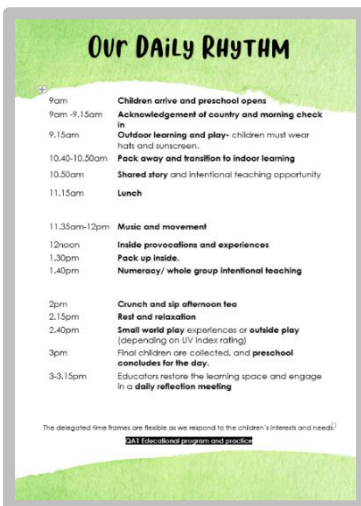 Our Daily Rhythm
9am Children arrive and preschool opens
9am -9.15am Acknowledgement of country and morning check
in
9.15am Outdoor learning and play- children must wear
hats and sunscreen.
10.40-10.50am Pack away and transition to indoor learning
10.50am Shared story and intentional teaching opportunity
11.15am Lunch
11.35am-12pm Music and movement
12noon Inside provocations and experiences
1.30pm Pack up inside.
1.40pm Numeracy/ whole group intentional teaching
2pm Crunch and sip afternoon tea
2.15pm Rest and relaxation
2.40pm Small world play experiences or outside play
(depending on UV Index rating)
3pm Final children are collected, and preschool
concludes for the day.
3-3.15pm Educators restore the learning space and engage
in a daily reflection meeting
The delegated time frames are flexible as we respond to the children's interests and needs.
QA1 Educational program and practice